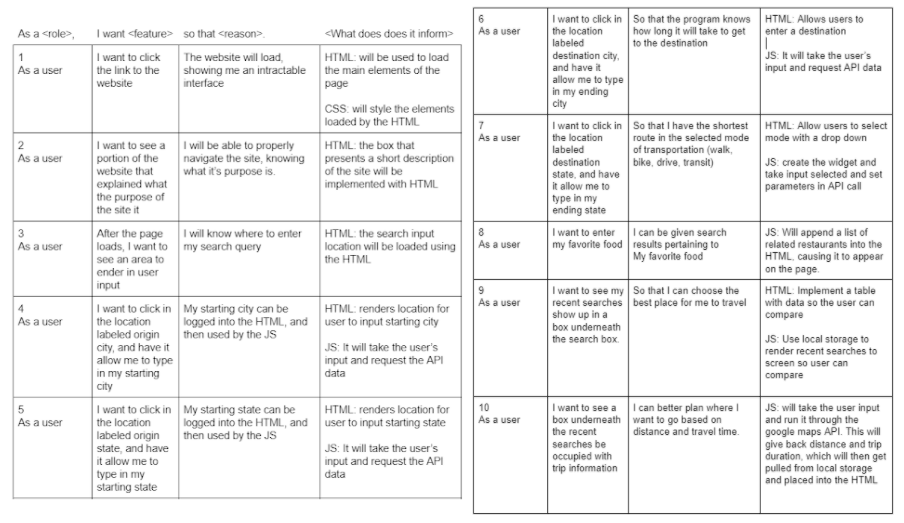 As a <role>, I want <feature> so that <reason>. <What does does it inform>
1
As a user
I want to click
the link to the
website
The website will load,
showing me an intractable
interface
HTML: will be used to load
the main elements of the
page
CSS: will style the elements
loaded by the HTML
2
As a user
I want to see a
portion of the
website that
explained what
the purpose of
the site it
I will be able to properly
navigate the site, knowing
what it's purpose is.
HTML: the box that
presents a short description
of the site will be
implemented with HTML
3
As a user
After the page
loads, I want to
see an area to
ender in user
input
I will know where to enter
my search query
HTML: the search input
location will be loaded using
the HTML
4
As a user
I want to click in
the location
labeled origin
city, and have it
allow me to type
in my starting
city
My starting city can be
logged into the HTML, and
then used by the JS
HTML: renders location for
user to input starting city
JS: It will take the user's
input and request the API
data
5
As a user
I want to click in
the location
labeled origin
state, and have
it allow me to
type in my
starting state
My starting state can be
logged into the HTML, and
then used by the JS
HTML: renders location for
user to input starting state
JS: It will take the user's
input and request the API
data
6
As a user
I want to click in
the location
labeled
destination city,
and have it
allow me to type
in my ending
city
So that the program knows
how long it will take to get
to the destination
HTML: Allows users to
enter a destination
JS: It will take the user's
input and request API data
7
As a user
I want to click in
the location
labeled
destination
state, and have
it allow me to
type in my
ending state
So that I have the shortest
route in the selected mode
of transportation (walk,
bike, drive, transit)
HTML: Allow users to select
mode with a drop down
JS: create the widget and
take input selected and set
parameters in API call
8
As a user
I want to enter
my favorite food
I can be given search
results pertaining to
My favorite food
JS: Will append a list of
related restaurants into the
HTML, causing it to appear
on the page.
9
As a user
I want to see my
recent searches
show up in a
box underneath
the search box.
So that I can choose the
best place for me to travel
HTML: Implement a table
with data so the user can
compare
JS: Use local storage to
render recent searches to
screen so user can
compare
10
As a user
I want to see a
box underneath
the recent
searches be
occupied with
trip information
I can better plan where I
want to go based on
distance and travel time.
JS: will take the user input
and run it through the
google maps API. This will
give back distance and trip
duration, which will then get
pulled from local storage
and placed into the HTML